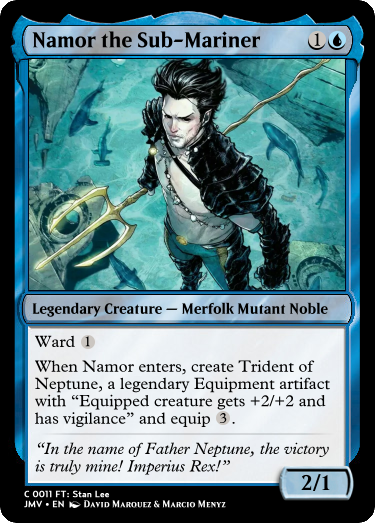 Namor the Sub-Mariner 1
Legendary Creature — Merfolk Mutant Noble
Ward 1
When Namor enters, create Trident of
Neptune, a legendary Equipment artifact
with “Equipped creature gets +2/+2 and
has vigilance” and equip 3.
“In the name of Father Neptune, the victory
is truly mine! Imperius Rex!”
2/1
C 0011 FT: Stan Lee
JMV • EN DAVID MARQUEZ & MARCIO MENYZ